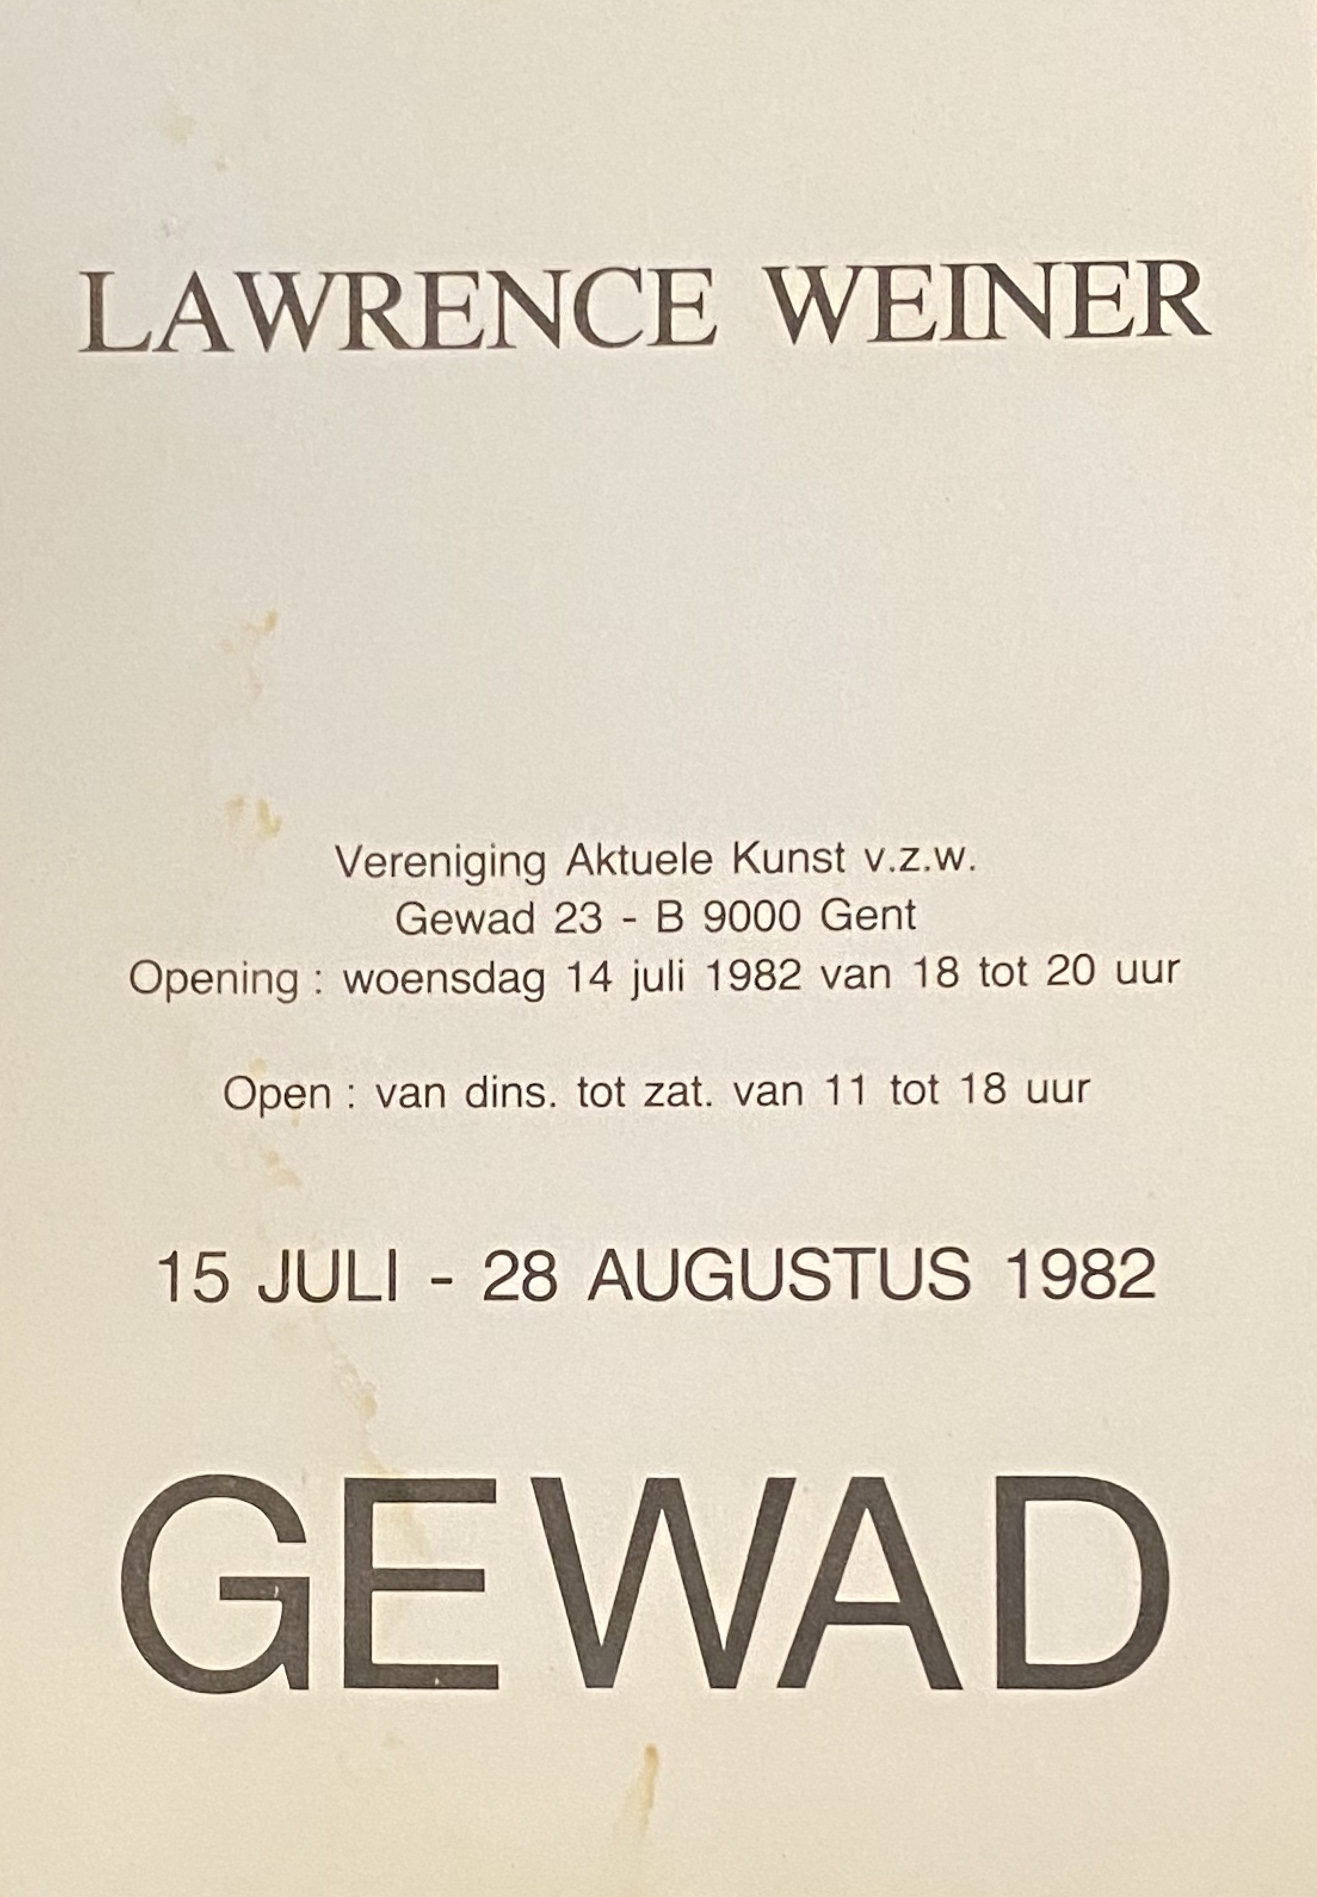 LAWRENCE WEINER
Vereniging Aktuele Kunst v.z.w.
Gewad 23 - B 9000 Gent
Opening : woensdag 14 juli 1982 van 18 tot 20 uur
Open : van dins. tot zat. van 11 tot 18 uur
15 JULI - 28 AUGUSTUS 1982
GEWAD